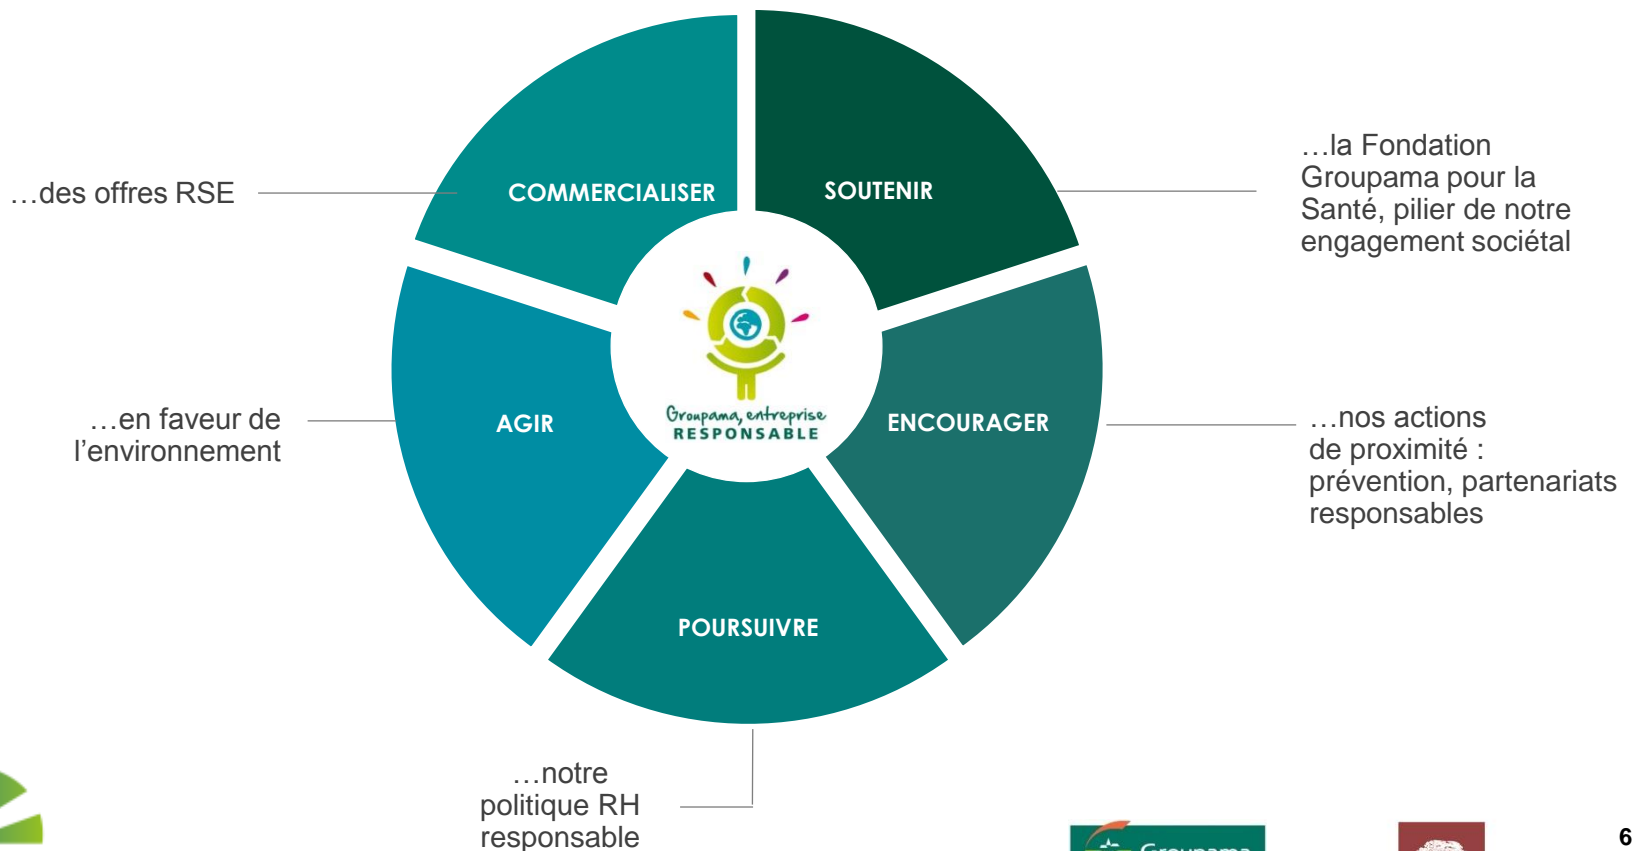 COMMERCIALISER
SOUTENIR
…des offres RSE
…la Fondation
Groupama pour la
Santé, pilier de notre
engagement sociétal
Groupama, entreprise
RESPONSABLE
AGIR
ENCOURAGER
…en faveur de
l’environnement
…nos actions
de proximité :
prévention, partenariats
responsables
POURSUIVRE
…notre
politique RH
responsable
Groupama
6